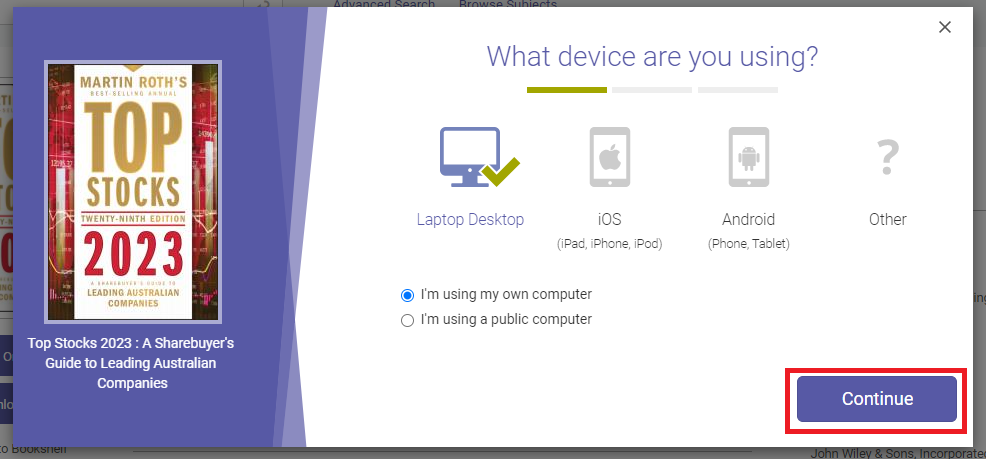 Advanced Search Browse Subjects
What device are you using?
MARTIN ROTH'S
BEST-SELLING ANNUAL
TOP
STOCKS
TWENTY-NINTH EDITION
2023
A SHAREBUYER'S GUIDE TO
LEADING AUSTRALIAN
COMPANIES
Top Stocks 2023 : A Sharebuyer's
Guide to Leading Australian
Companies
Laptop Desktop
iOS
(iPad, iPhone, iPod)
Android
(Phone, Tablet)
?
Other
I'm using my own computer
I'm using a public computer
Continue
to Bookshelf
John Wiley & Sons, Incorporated